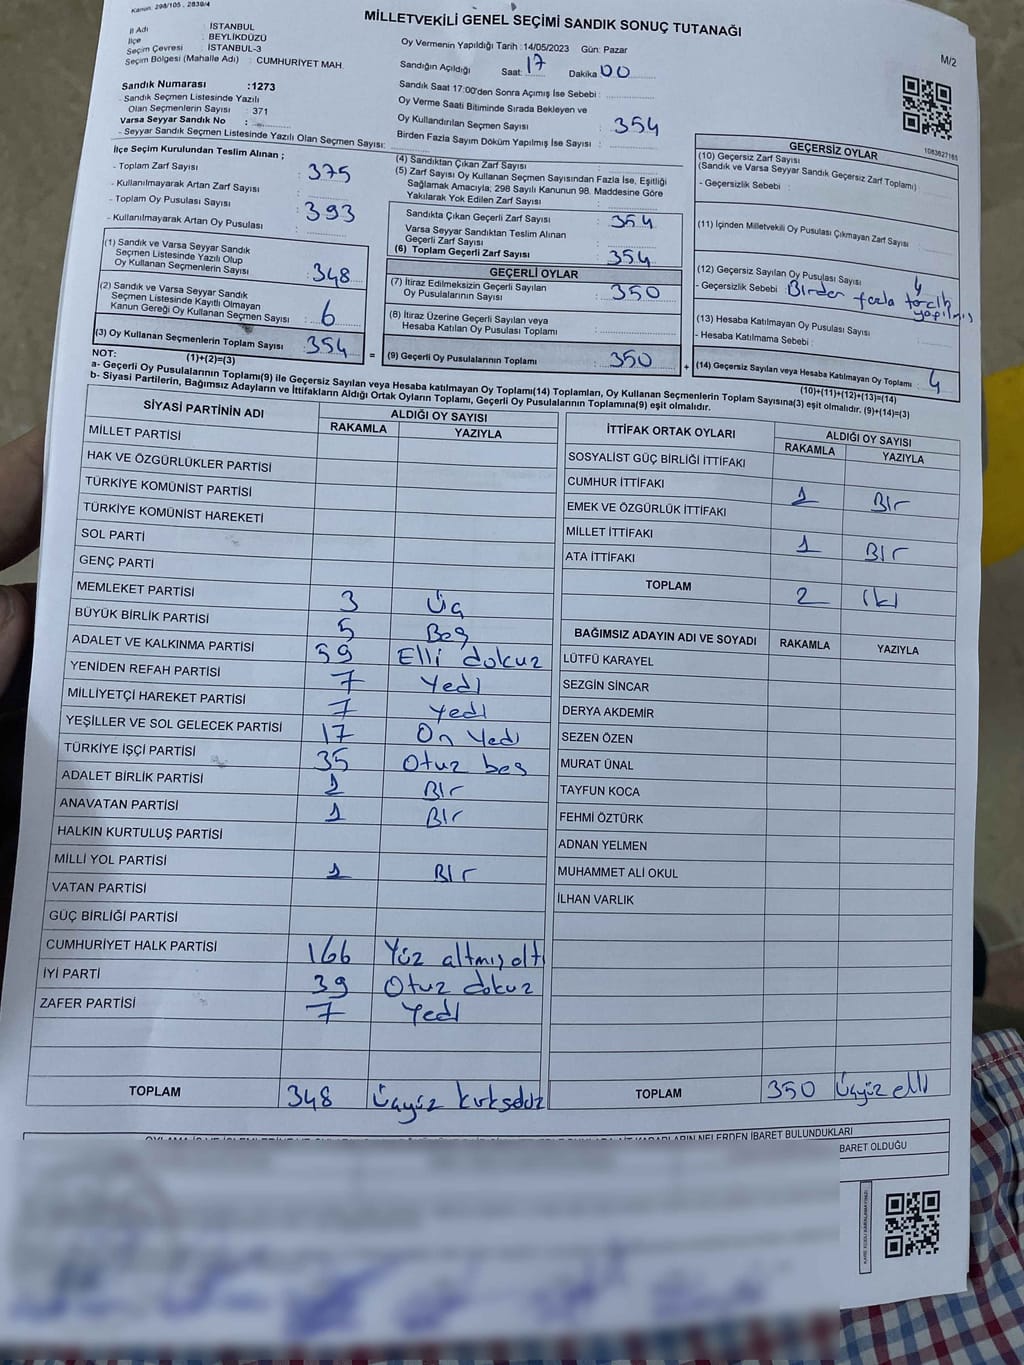 Kanun: 298/105, 2839/4
MİLLETVEKİLİ GENEL SEÇİMİ SANDIK SONUÇ TUTANAĞI
M/2
İl Adı : İSTANBUL
İlçe : BEYLİKDÜZÜ
Seçim Çevresi : İSTANBUL-3
Seçim Bölgesi (Mahalle Adı) : CUMHURİYET MAH.
Oy Vermenin Yapıldığı Tarih : 14/05/2023 Gün: Pazar
Sandığın Açıldığı Saat: 17 Dakika 00
Sandık Saat 17:00'den Sonra Açımış İse Sebebi :
Oy Verme Saati Bitiminde Sırada Bekleyen ve
Oy Kullandırılan Seçmen Sayısı : 354
Birden Fazla Sayım Döküm Yapılmış İse Sayısı :
Sandık Numarası :1273
Sandık Seçmen Listesinde Yazılı
Olan Seçmenlerin Sayısı : 371
Varsa Seyyar Sandık No :
- Seyyar Sandık Seçmen Listesinde Yazılı Olan Seçmen Sayısı:
1083627165
İlçe Seçim Kurulundan Teslim Alınan ;
- Toplam Zarf Sayısı : 375
- Kullanılmayarak Artan Zarf Sayısı :
- Toplam Oy Pusulası Sayısı : 393
- Kullanılmayarak Artan Oy Pusulası :
(1) Sandık ve Varsa Seyyar Sandık
Seçmen Listesinde Yazılı Olup
Oy Kullanan Seçmenlerin Sayısı : 348
(2) Sandık ve Varsa Seyyar Sandık
Seçmen Listesinde Kayıtlı Olmayan
Kanun Gereği Oy Kullanan Seçmen Sayısı : 6
(3) Oy Kullanan Seçmenlerin Toplam Sayısı : 354
(1)+(2)=(3)
(4) Sandıktan Çıkan Zarf Sayısı :
(5) Zarf Sayısı Oy Kullanan Seçmen Sayısından Fazla İse, Eşitliği
Sağlamak Amacıyla; 298 Sayılı Kanunun 98. Maddesine Göre
Yakılarak Yok Edilen Zarf Sayısı :
Sandıkta Çıkan Geçerli Zarf Sayısı : 354
Varsa Seyyar Sandıktan Teslim Alınan
Geçerli Zarf Sayısı :
(6) Toplam Geçerli Zarf Sayısı : 354
GEÇERLİ OYLAR
(7) İtiraz Edilmeksizin Geçerli Sayılan
Oy Pusulalarının Sayısı : 350
(8) İtiraz Üzerine Geçerli Sayılan veya
Hesaba Katılan Oy Pusulası Toplamı :
= (9) Geçerli Oy Pusulalarının Toplamı : 350 +
GEÇERSİZ OYLAR
(10) Geçersiz Zarf Sayısı :
(Sandık ve Varsa Seyyar Sandık Geçersiz Zarf Toplamı)
- Geçersizlik Sebebi :
(11) İçinden Milletvekili Oy Pusulası Çıkmayan Zarf Sayısı :
(12) Geçersiz Sayılan Oy Pusulası Sayısı : 4
- Geçersizlik Sebebi : Birden fazla tercih yapılmış
(13) Hesaba Katılmayan Oy Pusulası Sayısı :
- Hesaba Katılmama Sebebi :
(14) Geçersiz Sayılan veya Hesaba Katılmayan Oy Toplamı : 4
(10)+(11)+(12)+(13)=(14)
NOT:
a- Geçerli Oy Pusulalarının Toplamı(9) ile Geçersiz Sayılan veya Hesaba katılmayan Oy Toplamı(14) Toplamları, Oy Kullanan Seçmenlerin Toplam Sayısına(3) eşit olmalıdır. (9)+(14)=(3)
b- Siyasi Partilerin, Bağımsız Adayların ve İttifakların Aldığı Ortak Oyların Toplamı, Geçerli Oy Pusulalarının Toplamına(9) eşit olmalıdır.
SİYASİ PARTİNİN ADI ALDIĞI OY SAYISI
RAKAMLA YAZIYLA
MİLLET PARTİSİ
HAK VE ÖZGÜRLÜKLER PARTİSİ
TÜRKİYE KOMÜNİST PARTİSİ
TÜRKİYE KOMÜNİST HAREKETİ
SOL PARTİ
GENÇ PARTİ
MEMLEKET PARTİSİ 3 Üç
BÜYÜK BİRLİK PARTİSİ 5 Beş
ADALET VE KALKINMA PARTİSİ 59 Elli dokuz
YENİDEN REFAH PARTİSİ 7 Yedi
MİLLİYETÇİ HAREKET PARTİSİ 7 Yedi
YEŞİLLER VE SOL GELECEK PARTİSİ 17 On Yedi
TÜRKİYE İŞÇİ PARTİSİ 35 Otuz beş
ADALET BİRLİK PARTİSİ 1 Bir
ANAVATAN PARTİSİ 1 Bir
HALKIN KURTULUŞ PARTİSİ
MİLLİ YOL PARTİSİ 1 Bir
VATAN PARTİSİ
GÜÇ BİRLİĞİ PARTİSİ
CUMHURİYET HALK PARTİSİ 166 Yüz altmış altı
İYİ PARTİ 39 Otuz dokuz
ZAFER PARTİSİ 7 Yedi
TOPLAM 348 Üçyüz kırksekiz
İTTİFAK ORTAK OYLARI ALDIĞI OY SAYISI
RAKAMLA YAZIYLA
SOSYALİST GÜÇ BİRLİĞİ İTTİFAKI
CUMHUR İTTİFAKI 1 Bir
EMEK VE ÖZGÜRLÜK İTTİFAKI
MİLLET İTTİFAKI 1 Bir
ATA İTTİFAKI
TOPLAM 2 İki
BAĞIMSIZ ADAYIN ADI VE SOYADI RAKAMLA YAZIYLA
LÜTFÜ KARAYEL
SEZGİN SİNCAR
DERYA AKDEMİR
SEZEN ÖZEN
MURAT ÜNAL
TAYFUN KOCA
FEHMİ ÖZTÜRK
ADNAN YELMEN
MUHAMMET ALİ OKUL
İLHAN VARLIK
TOPLAM 350 Üçyüz elli
NELERDEN İBARET BULUNDUKLARI
BARET OLDUĞU